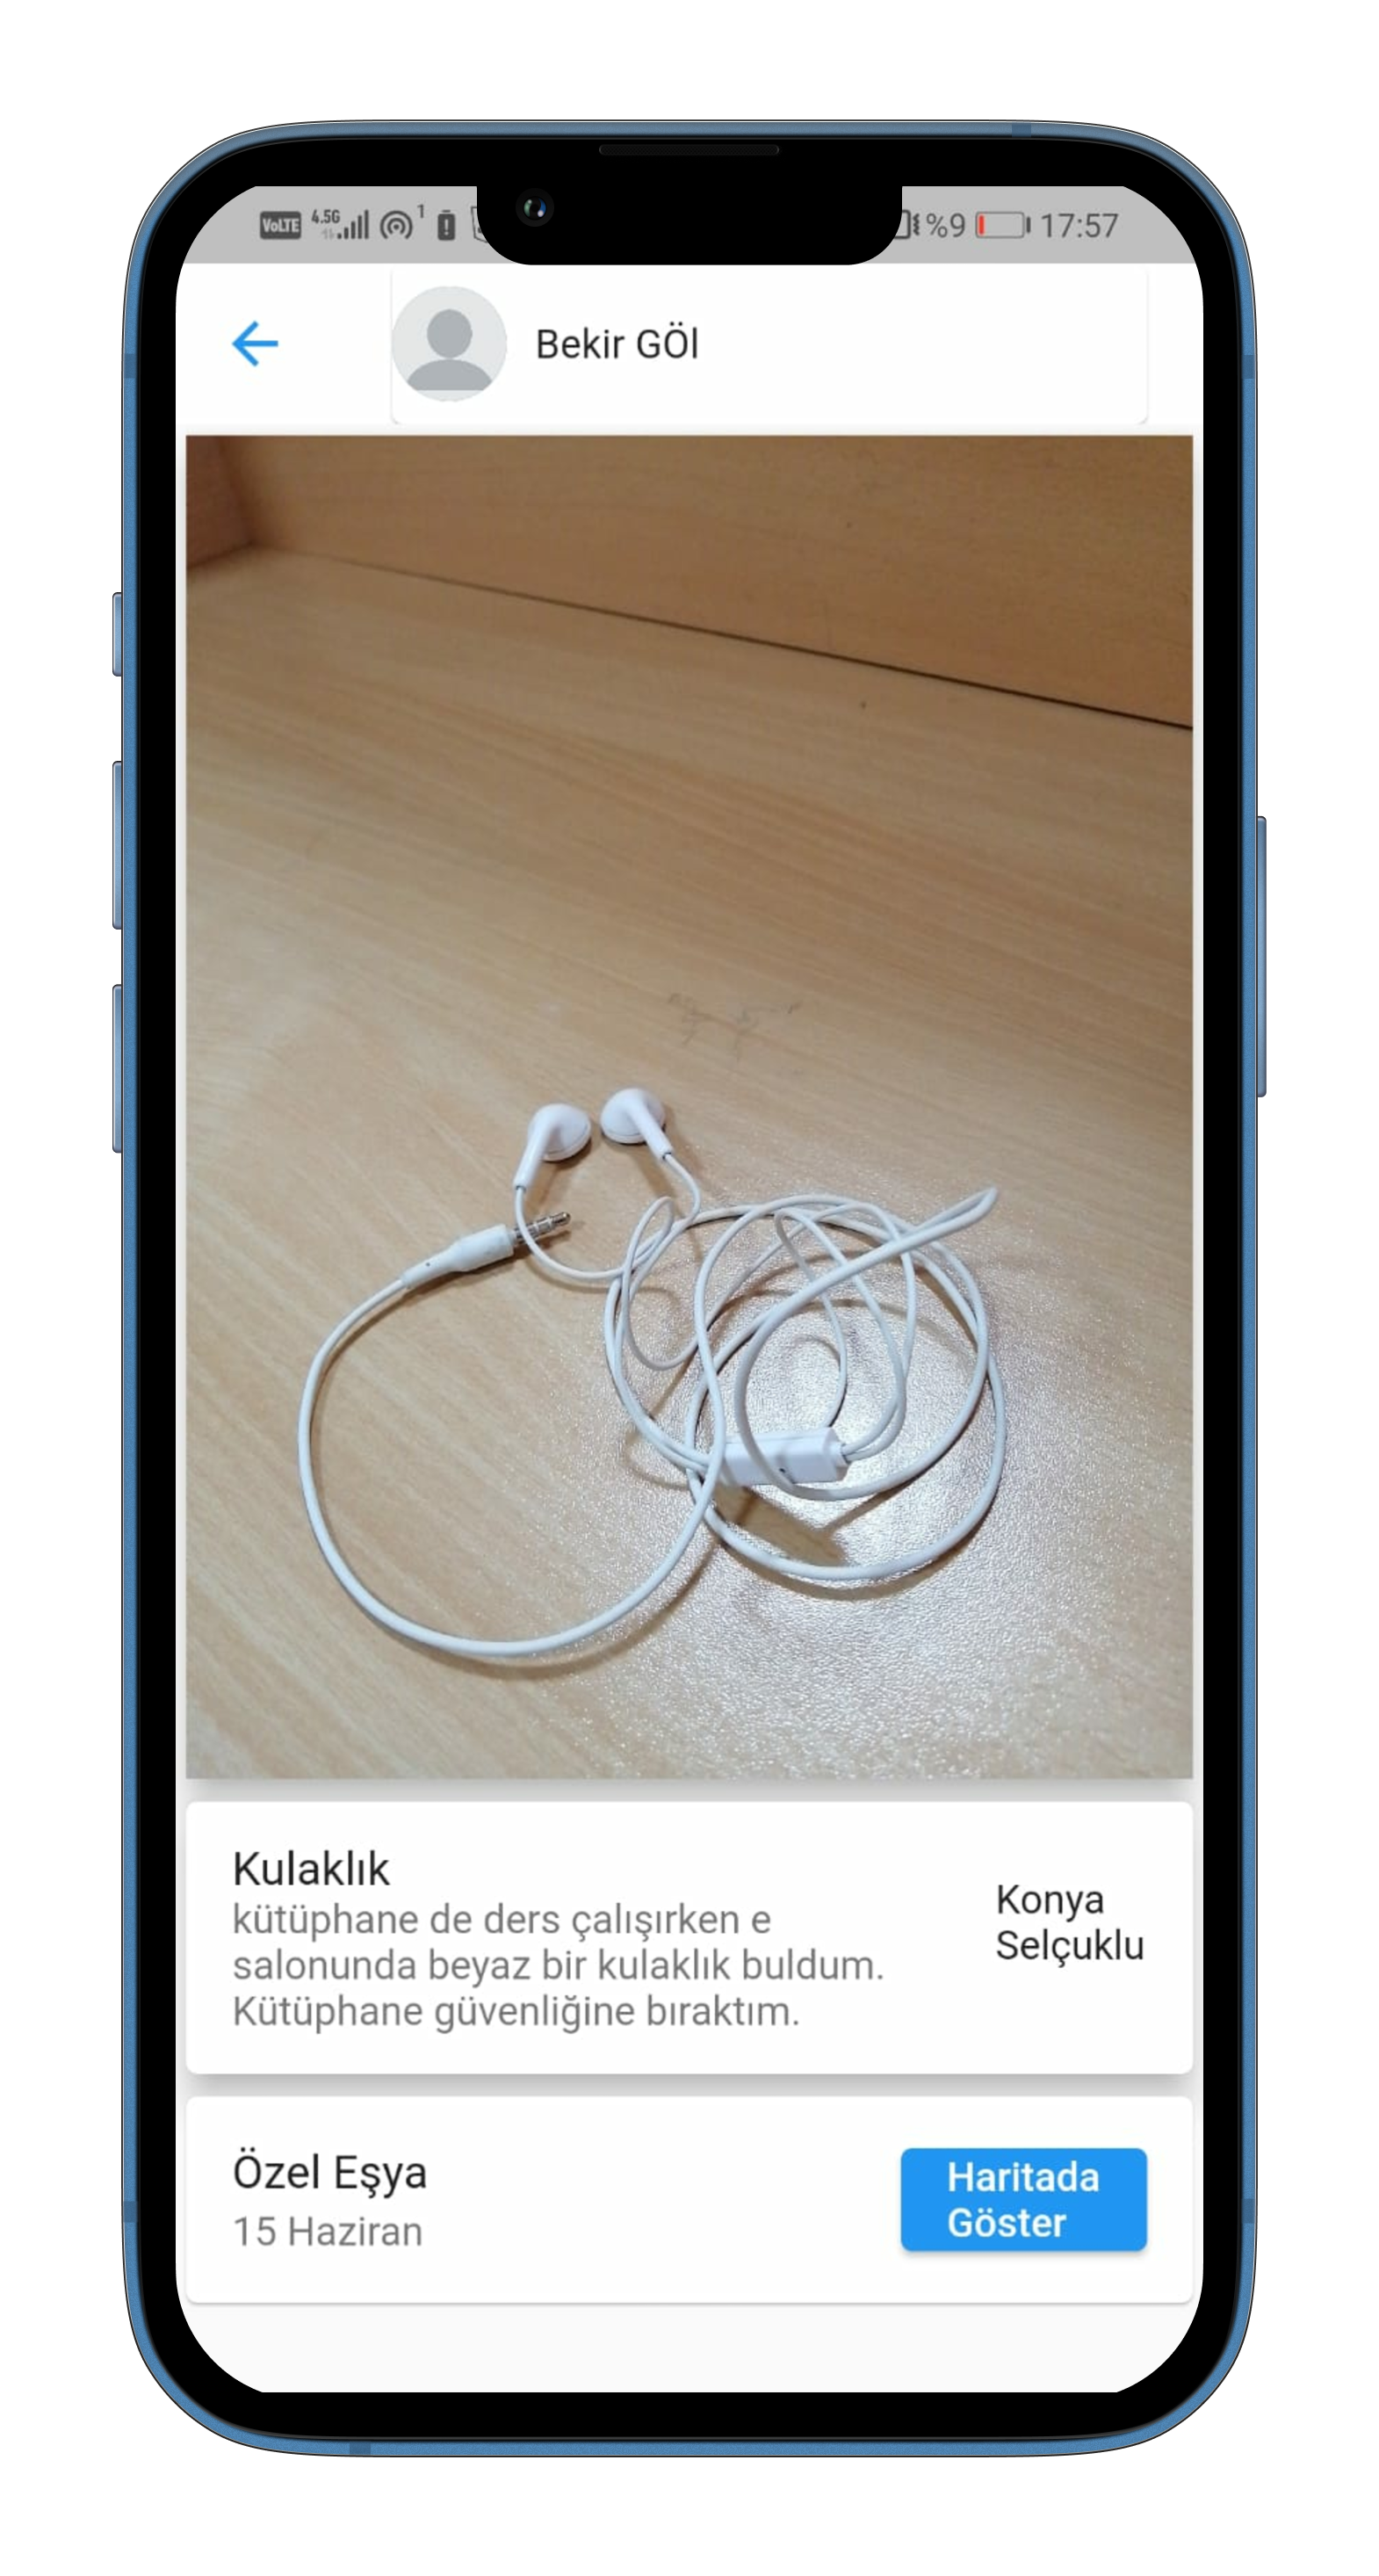 VoLTE 4.5G 1 %9 17:57
Bekir GÖl
Kulaklık
kütüphane de ders çalışırken e
salonunda beyaz bir kulaklık buldum.
Kütüphane güvenliğine bıraktım.
Konya
Selçuklu
Özel Eşya
15 Haziran
Haritada
Göster